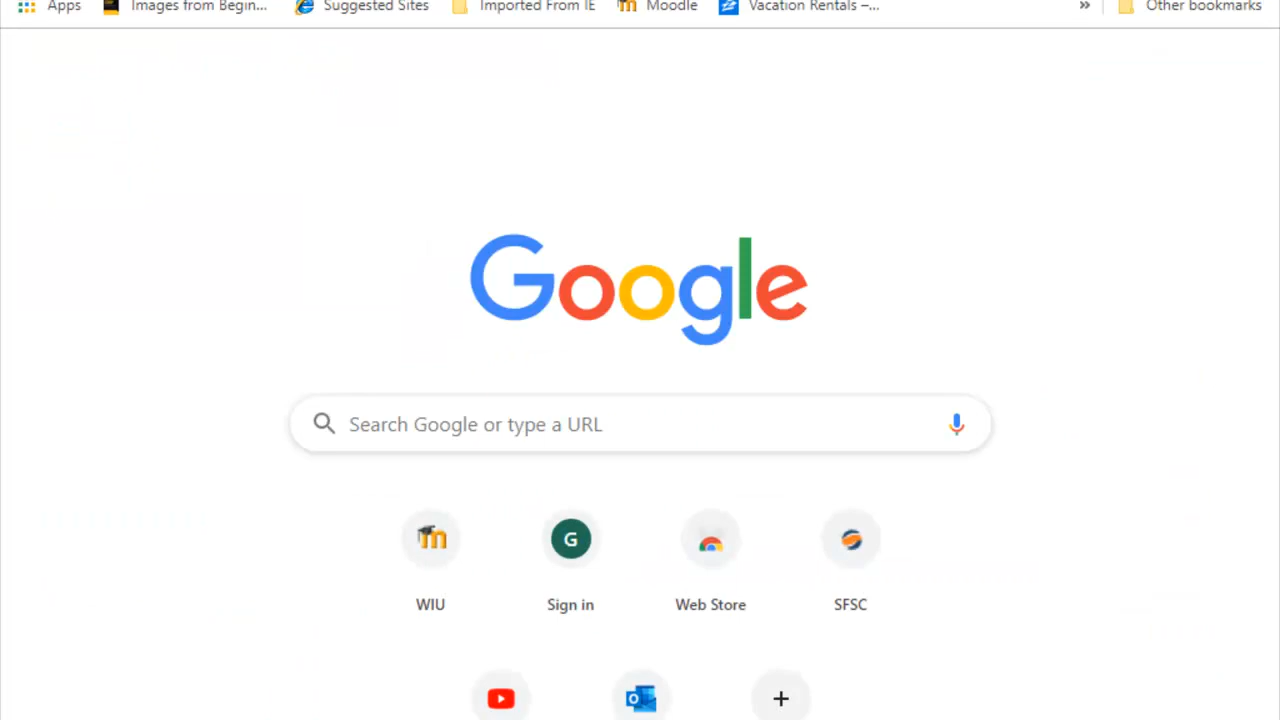 Apps Images from Begin... Suggested Sites Imported From IE Moodle Vacation Rentals –... » Other bookmarks
Google
Search Google or type a URL
G
WIU Sign in Web Store SFSC